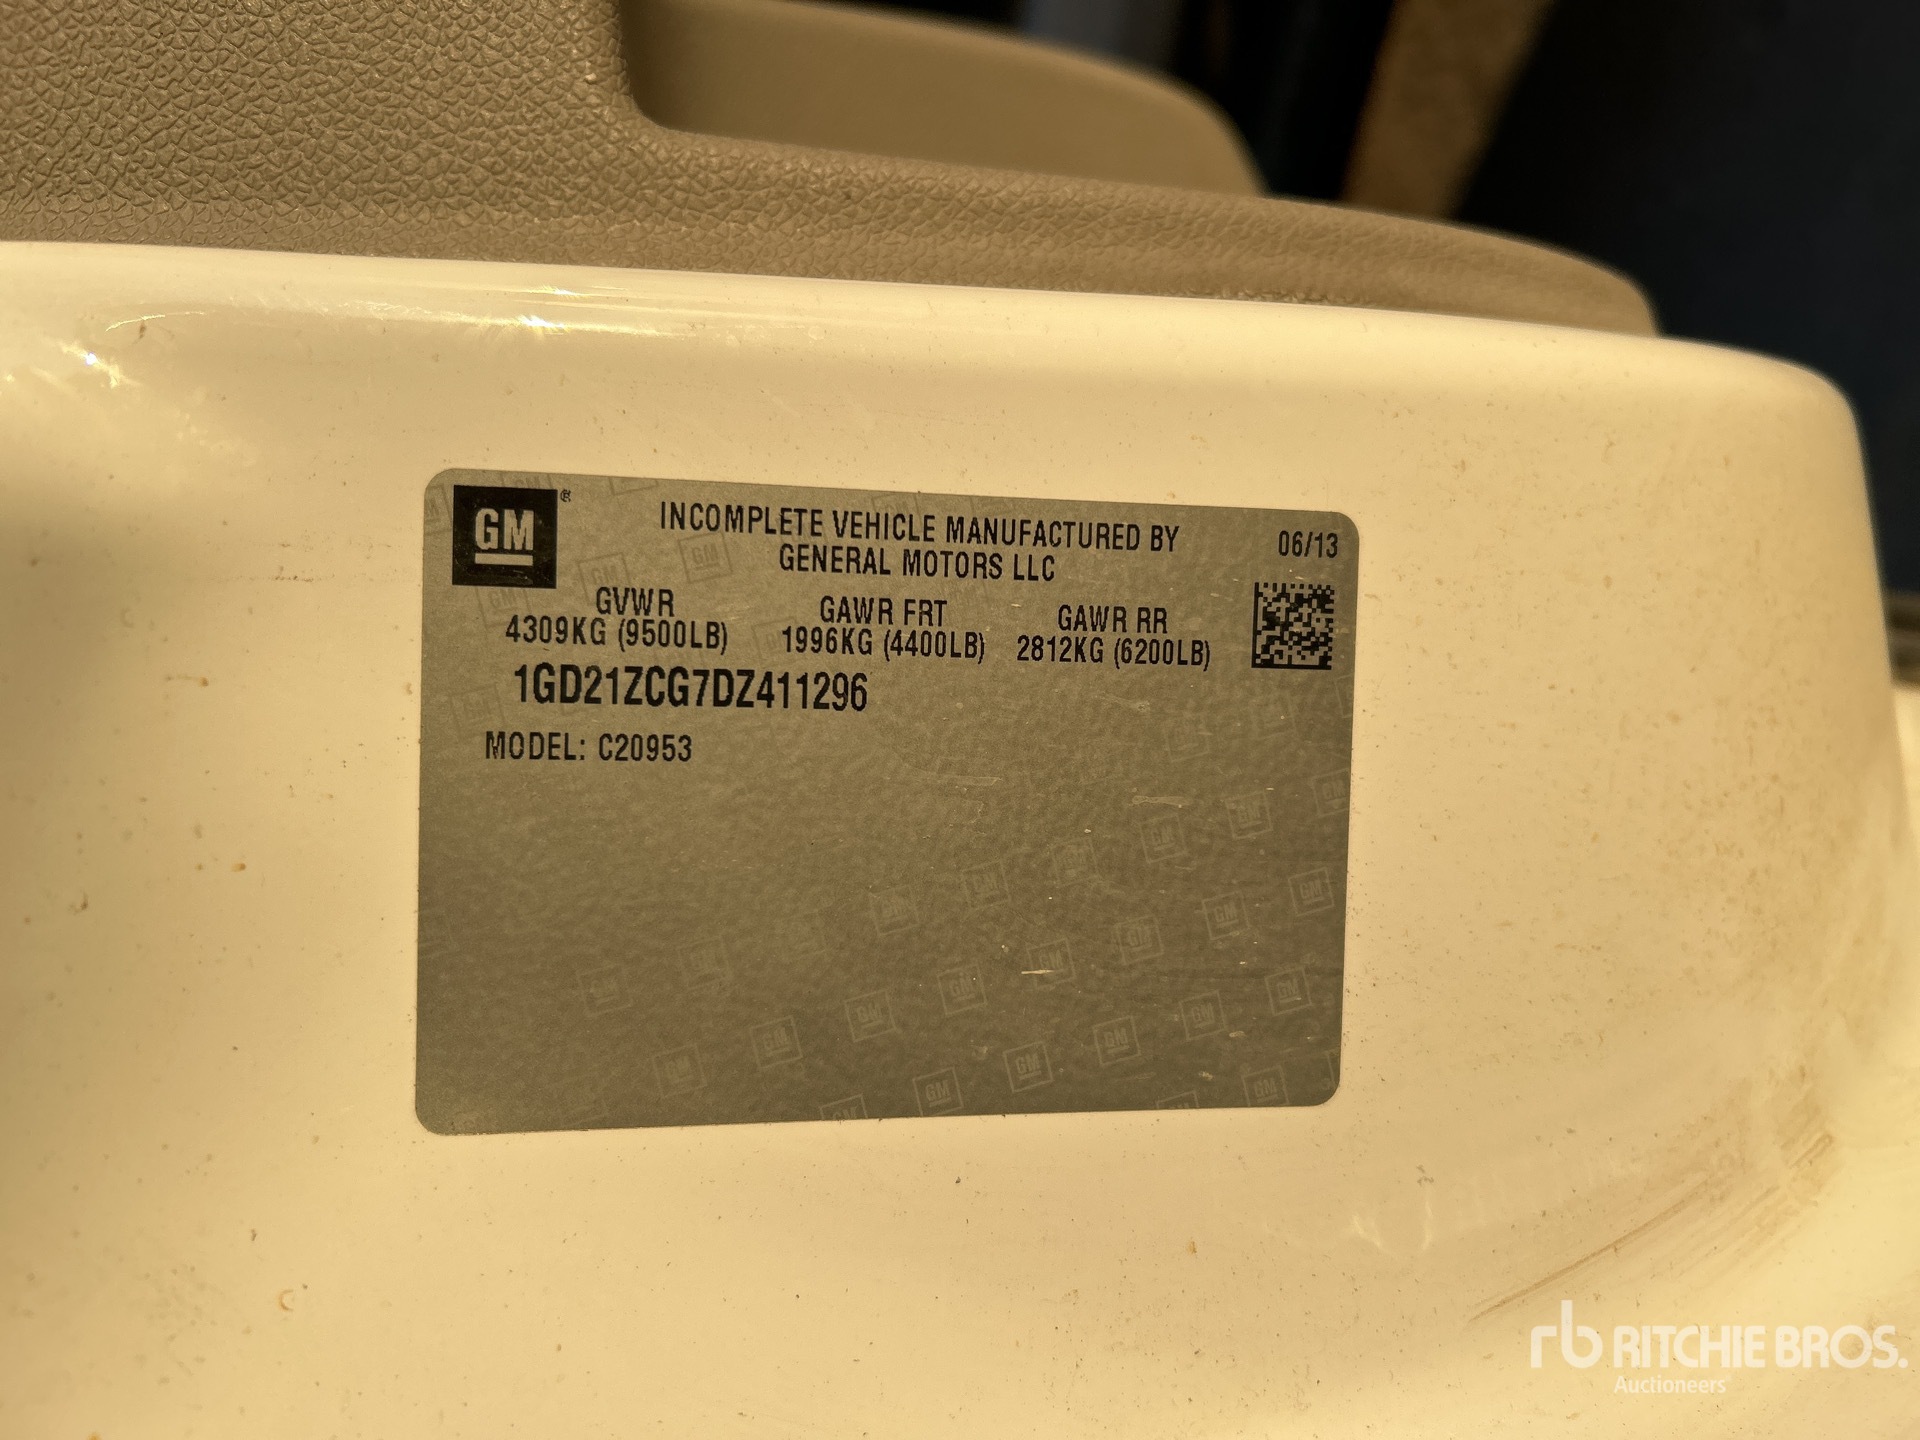 GM ®
INCOMPLETE VEHICLE MANUFACTURED BY
GENERAL MOTORS LLC
06/13
GVWR GAWR FRT GAWR RR
4309KG (9500LB) 1996KG (4400LB) 2812KG (6200LB)
1GD21ZCG7DZ411296
MODEL: C20953
rb RITCHIE BROS.
Auctioneers